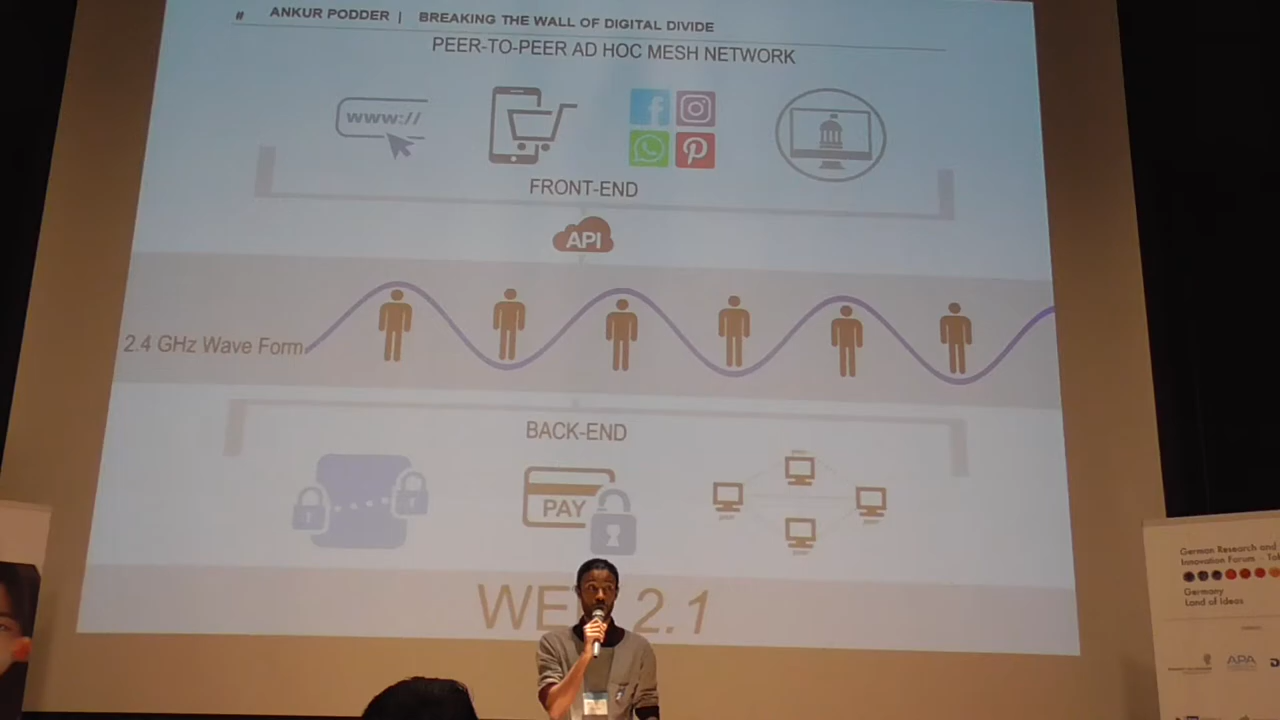 # ANKUR PODDER | BREAKING THE WALL OF DIGITAL DIVIDE
PEER-TO-PEER AD HOC MESH NETWORK
www://
FRONT-END
API
2.4 GHz Wave Form
BACK-END
PAY
WE 2.1
German Research and
Innovation Forum
Germany
Land of Ideas
APA